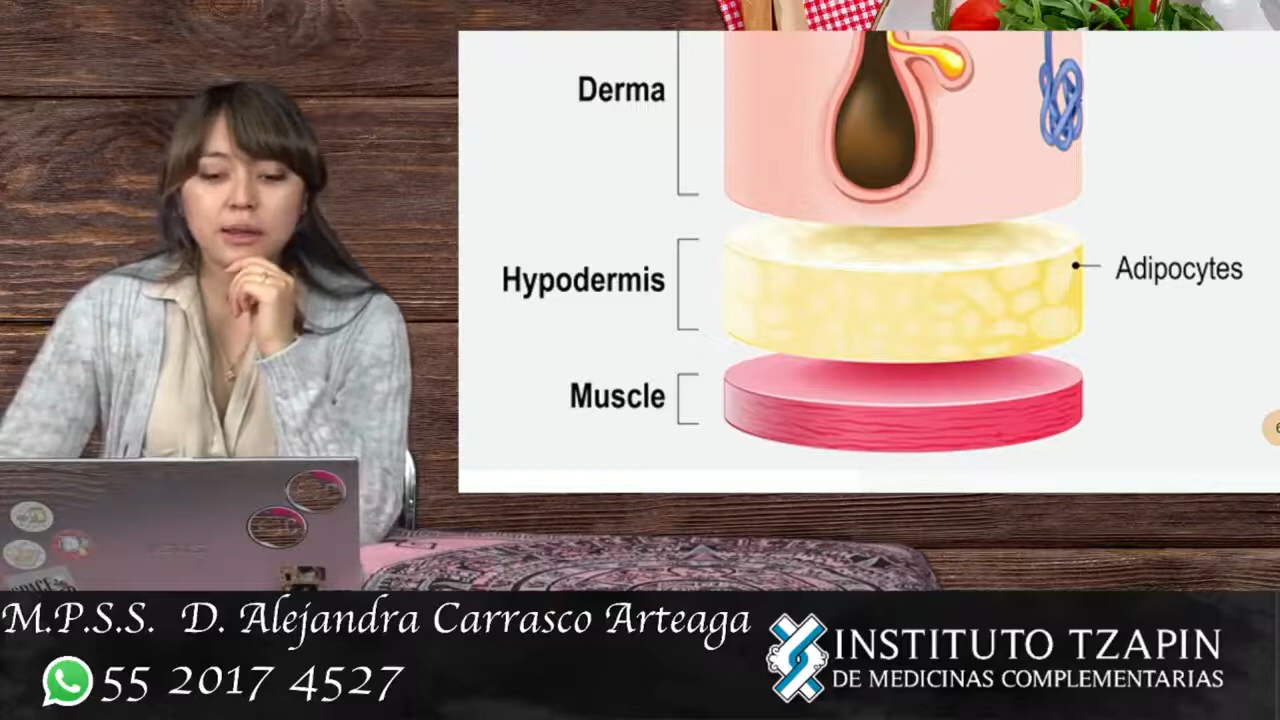 Derma
Hypodermis
Adipocytes
Muscle
M.P.S.S. D. Alejandra Carrasco Arteaga
55 2017 4527
INSTITUTO TZAPIN
DE MEDICINAS COMPLEMENTARIAS